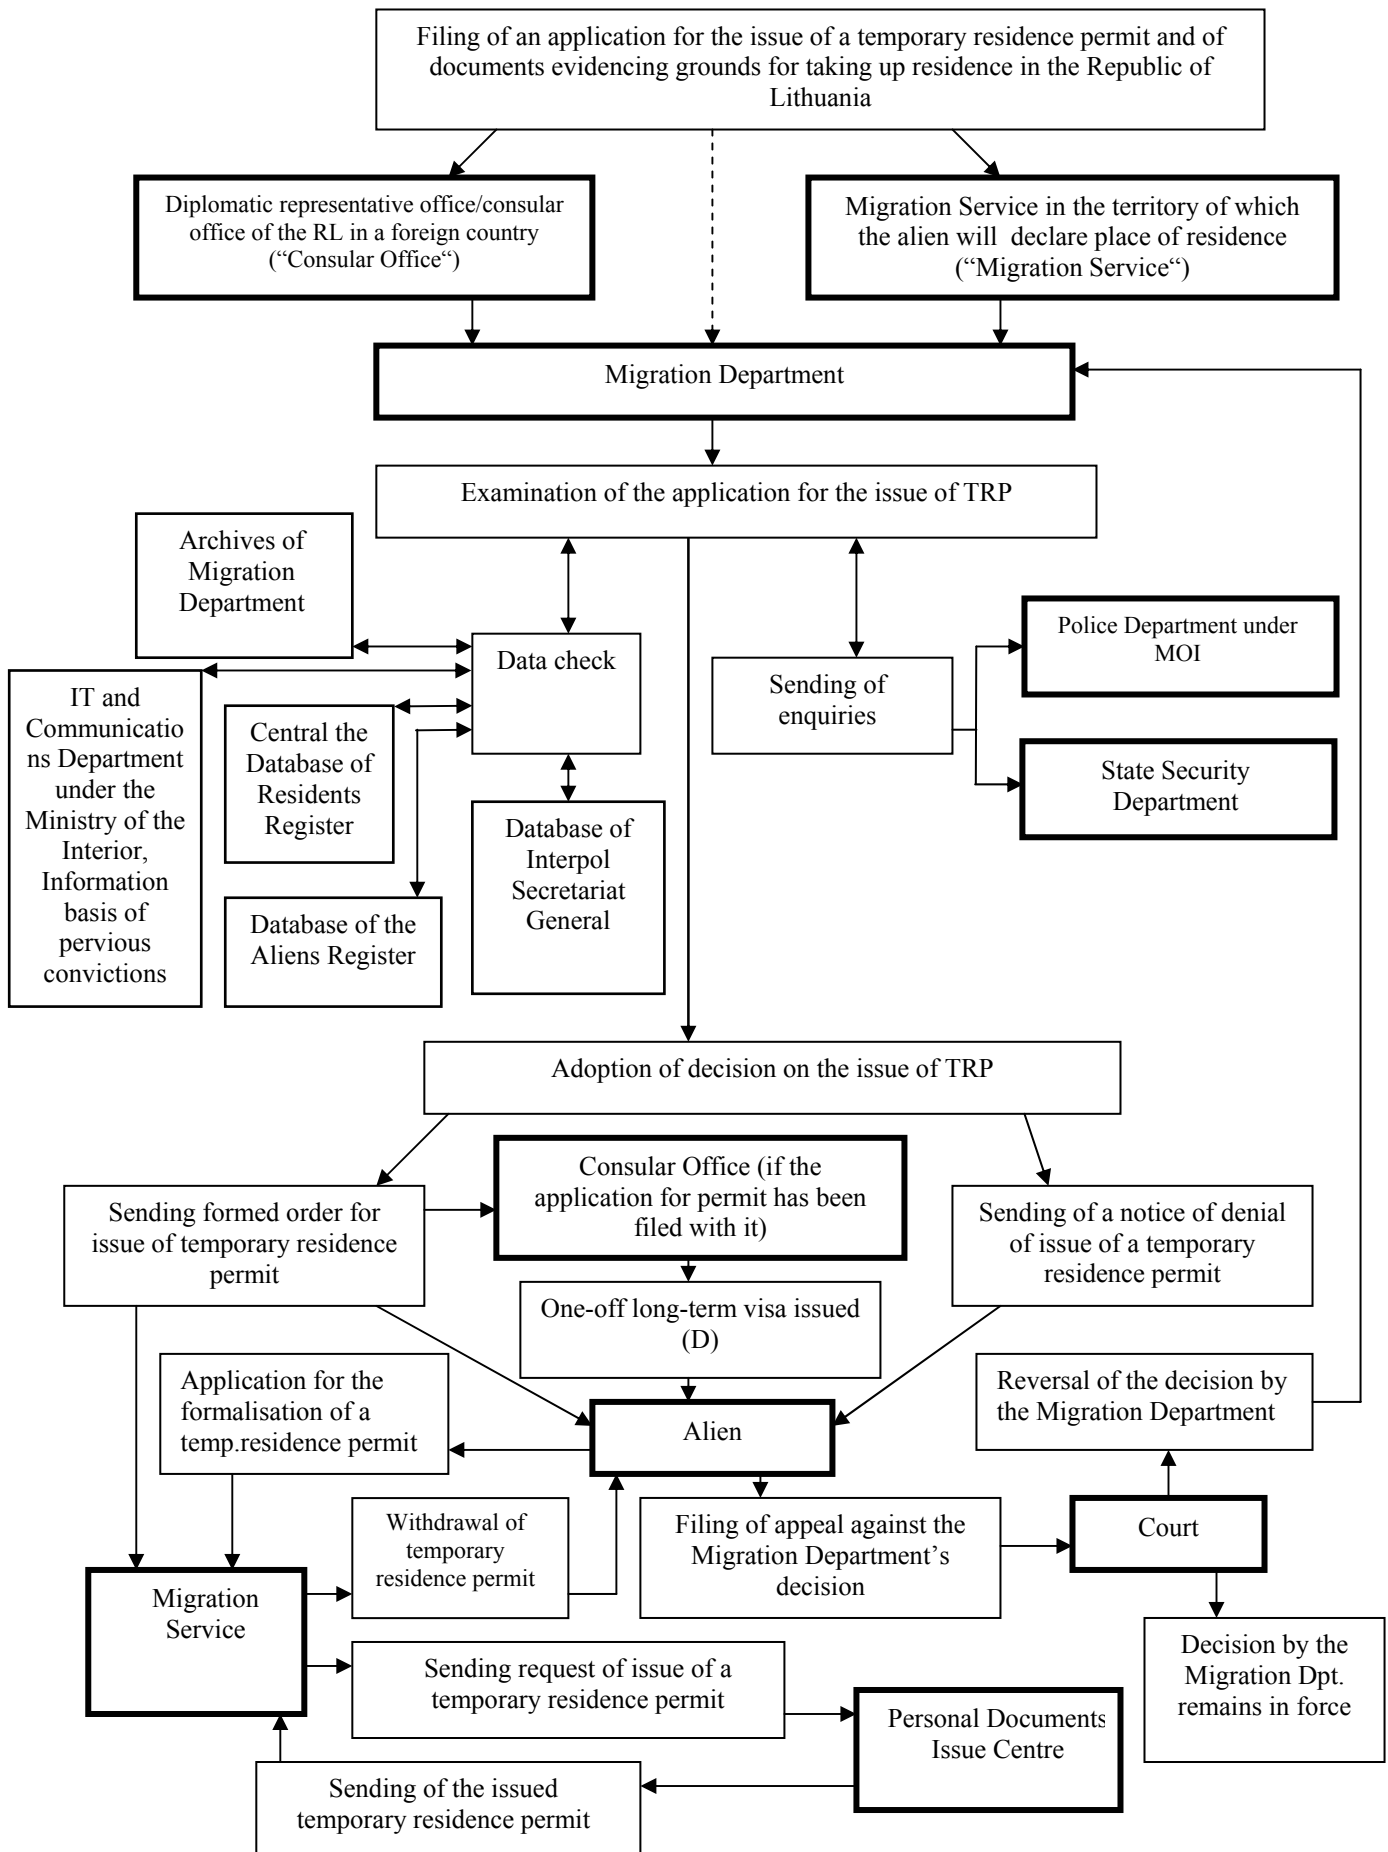 Filing of an application for the issue of a temporary residence permit and of
documents evidencing grounds for taking up residence in the Republic of
Lithuania
Diplomatic representative office/consular
office of the RL in a foreign country
(“Consular Office“)
Migration Service in the territory of which
the alien will declare place of residence
(“Migration Service“)
Migration Department
Examination of the application for the issue of TRP
Archives of
Migration
Department
Data check
Sending of
enquiries
Police Department under
MOI
State Security
Department
IT and
Communicatio
ns Department
under the
Ministry of the
Interior,
Information
basis of
pervious
convictions
Central the
Database of
Residents
Register
Database of the
Aliens Register
Database of
Interpol
Secretariat
General
Adoption of decision on the issue of TRP
Sending formed order for
issue of temporary residence
permit
Consular Office (if the
application for permit has been
filed with it)
Sending of a notice of denial
of issue of a temporary
residence permit
One-off long-term visa issued
(D)
Application for the
formalisation of a
temp.residence permit
Alien
Reversal of the decision by
the Migration Department
Withdrawal of
temporary
residence permit
Filing of appeal against the
Migration Department’s
decision
Court
Migration
Service
Sending request of issue of a
temporary residence permit
Decision by the
Migration Dpt.
remains in force
Personal Documents
Issue Centre
Sending of the issued
temporary residence permit